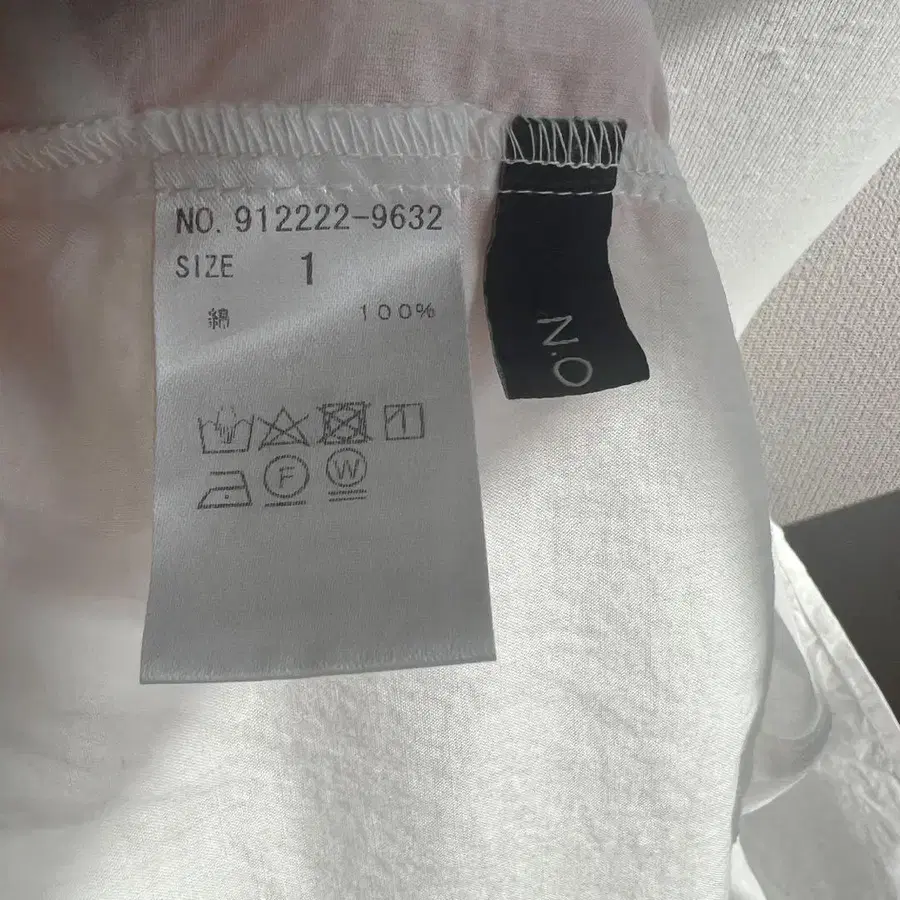 NO. 912222-9632
SIZE 1
綿 100%
F W
N.O